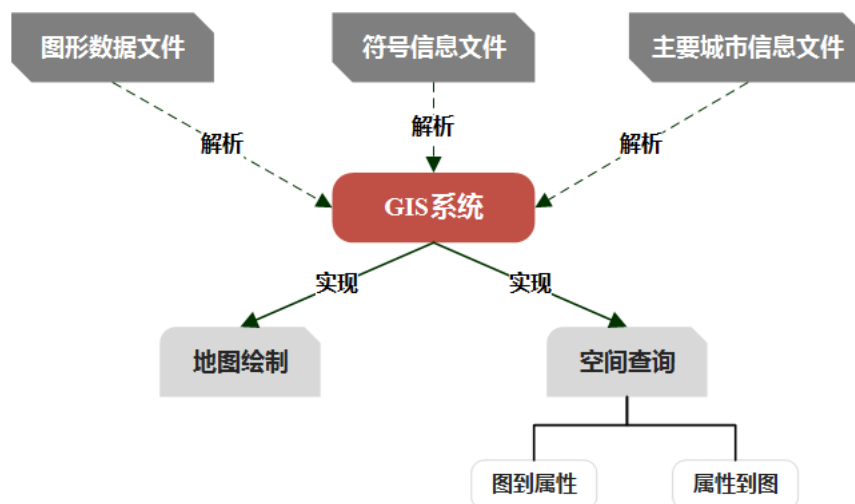 图形数据文件
符号信息文件
主要城市信息文件
解析
解析
解析
GIS系统
实现
实现
地图绘制
空间查询
图到属性
属性到图